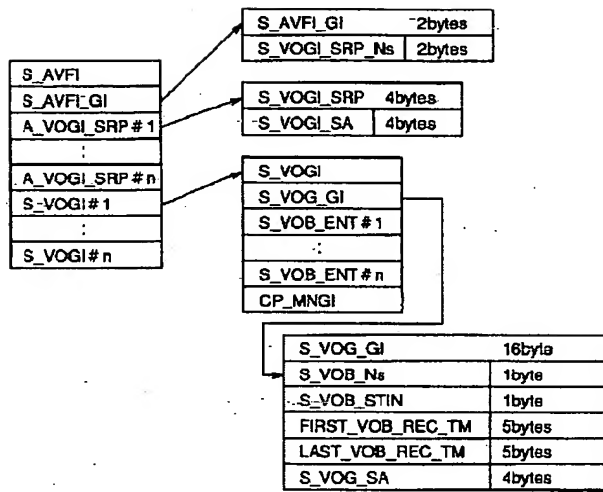 S_AVFI_GI 2bytes
S_VOGI_SRP_Ns 2bytes
S_AVFI
S_AVFI_GI
A_VOGI_SRP#1
:
A_VOGI_SRP#n
S_VOGI#1
:
S_VOGI#n
S_VOGI_SRP 4bytes
S_VOGI_SA 4bytes
S_VOGI
S_VOG_GI
S_VOB_ENT#1
:
S_VOB_ENT#n
CP_MNGI
S_VOG_GI 16byte
S_VOB_Ns 1byte
S_VOB_STIN 1byte
FIRST_VOB_REC_TM 5bytes
LAST_VOB_REC_TM 5bytes
S_VOG_SA 4bytes